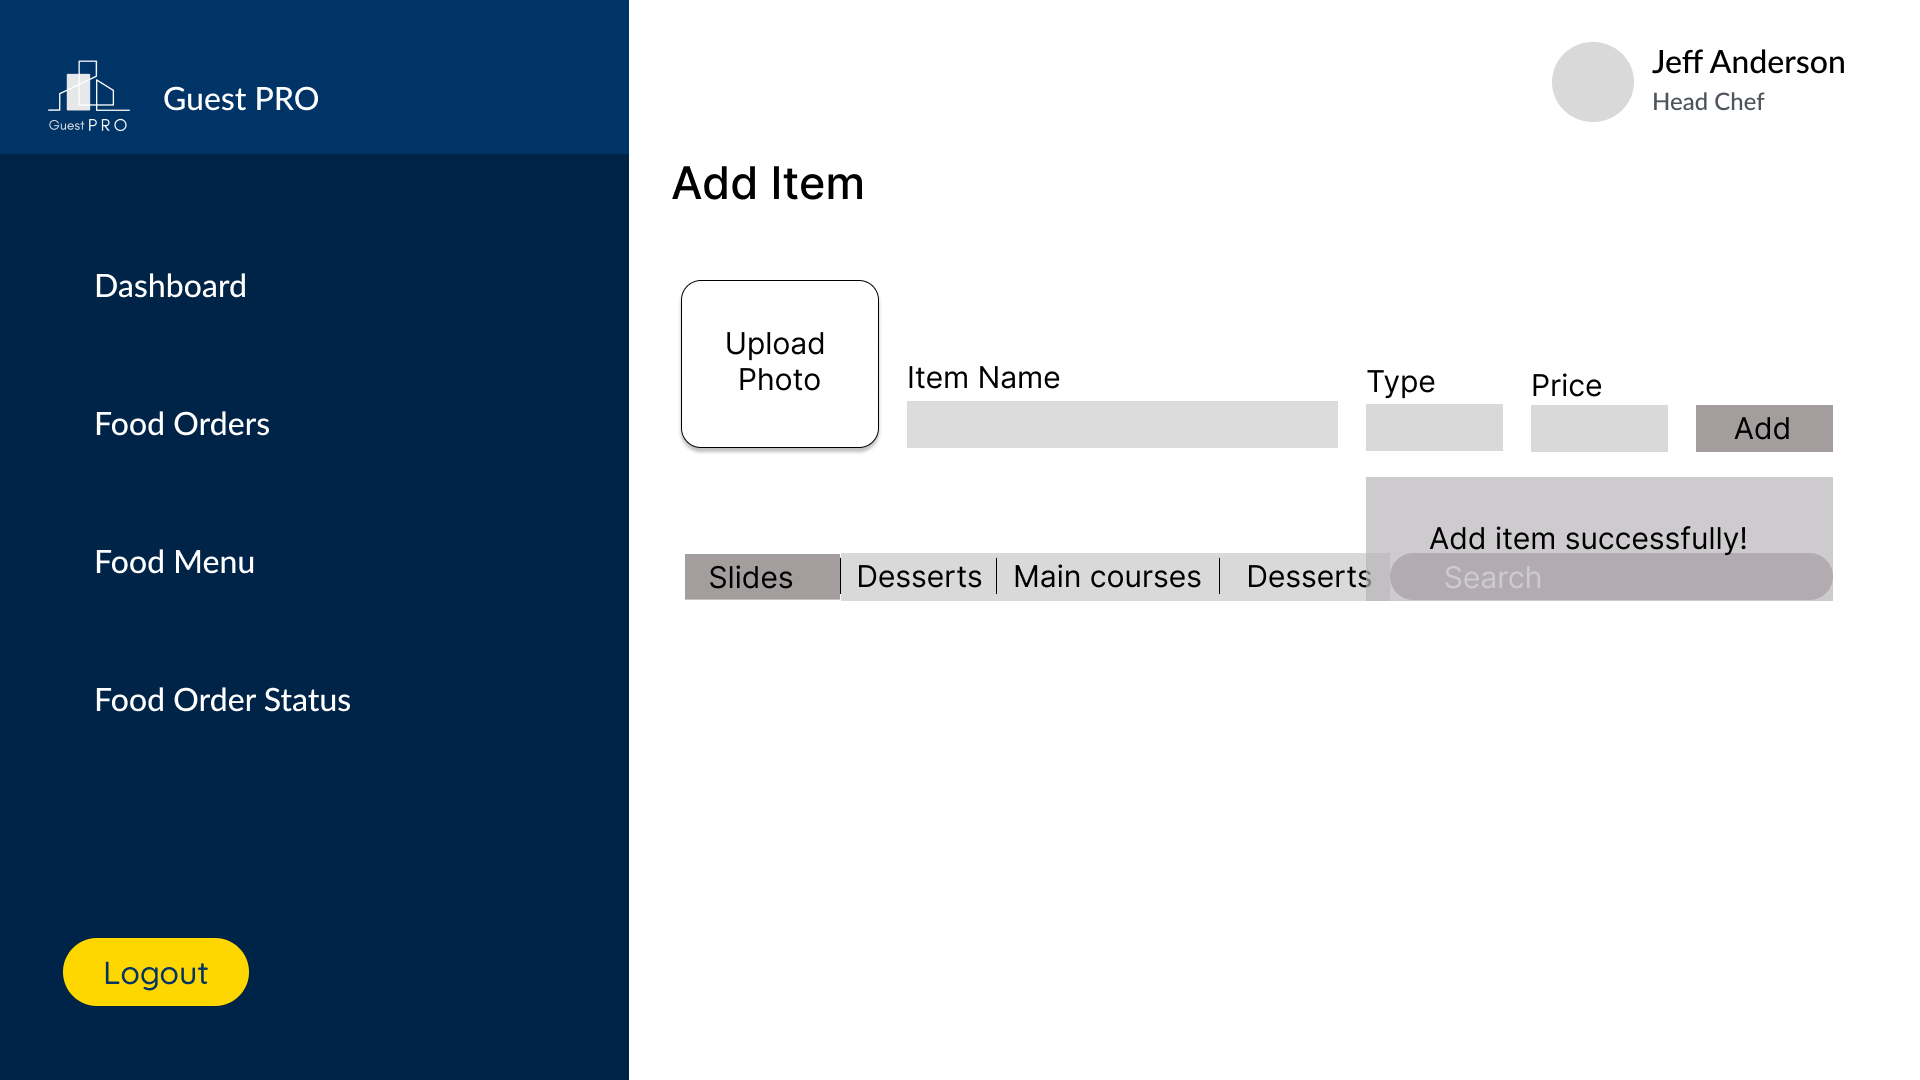 Guest PRO
Guest PRO
Jeff Anderson
Head Chef
Add Item
Dashboard
Food Orders
Food Menu
Food Order Status
Logout
Upload
Photo
Item Name
Type
Price
Add
Add item successfully!
Slides
Desserts
Main courses
Desserts
Search